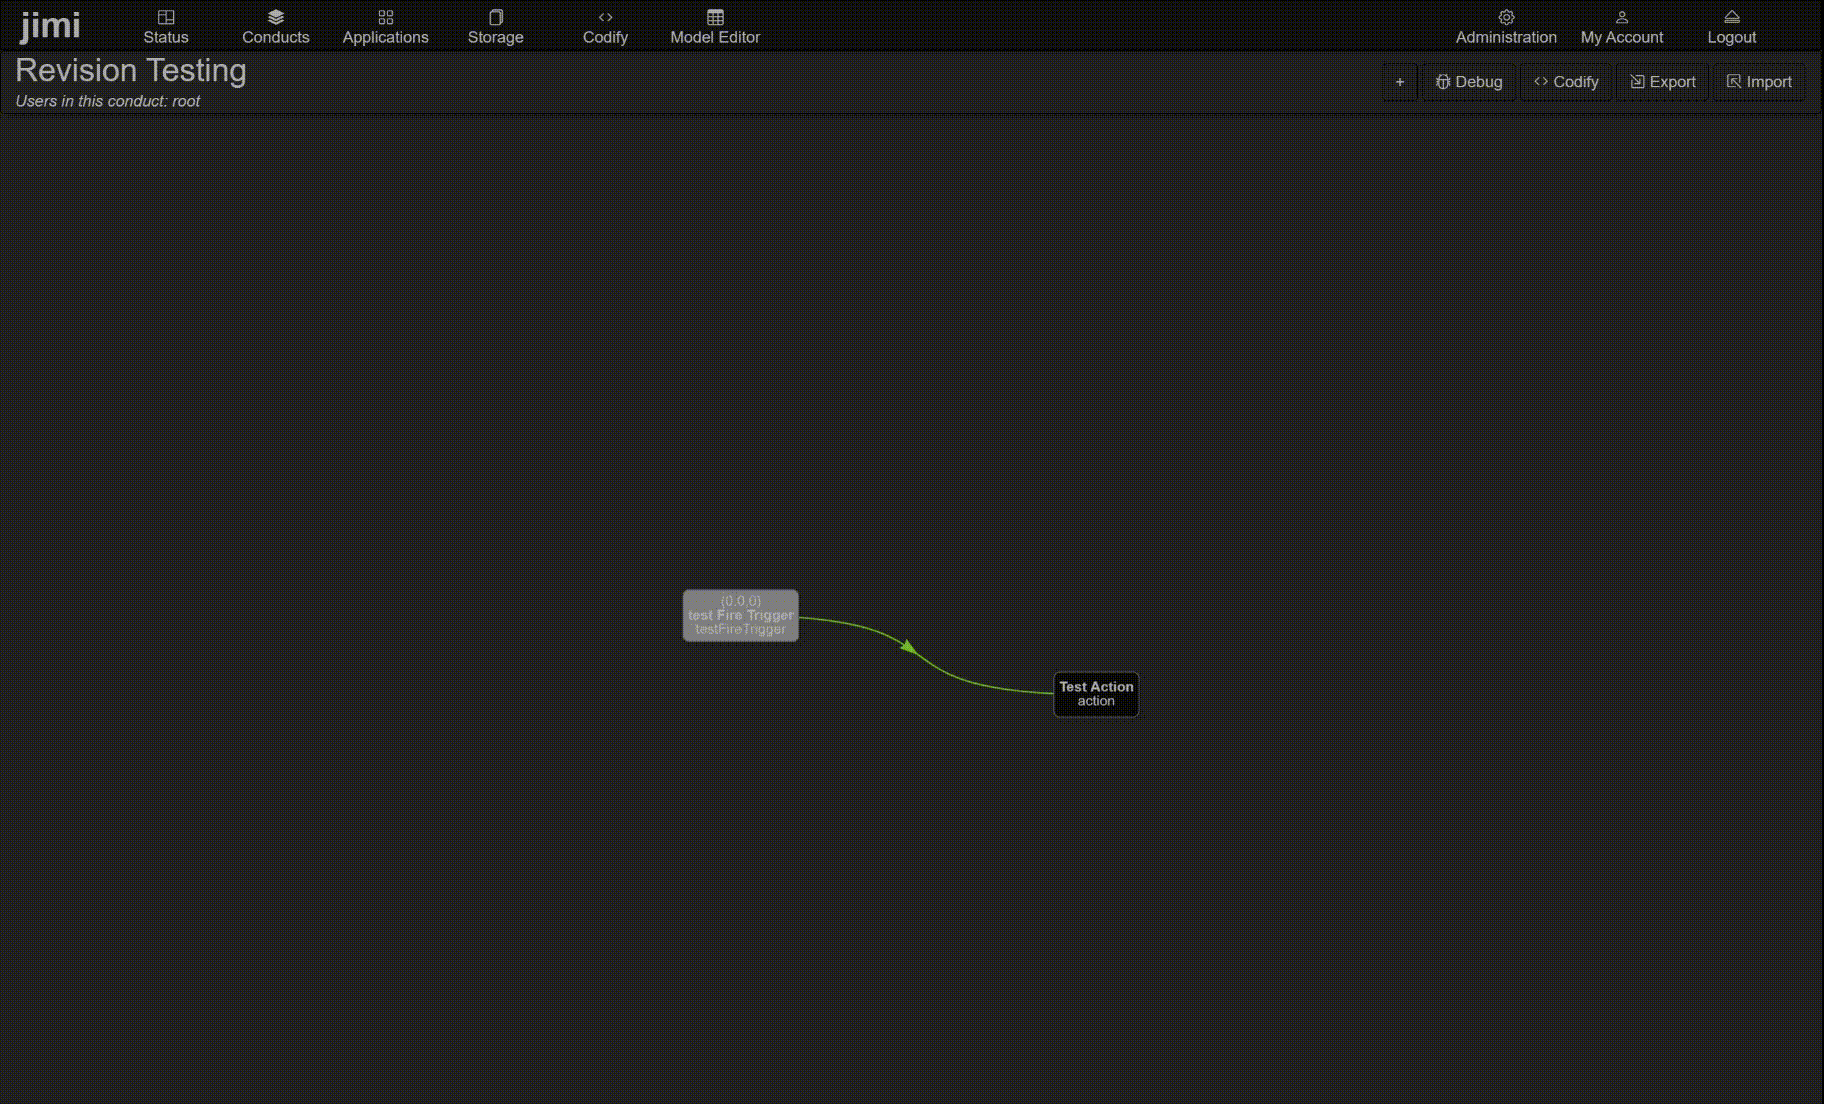 jimi
Status
Conducts
Applications
Storage
Codify
Model Editor
Administration
My Account
Logout
Revision Testing
Users in this conduct: root
+
Debug
Codify
Export
Import
(0.0,0)
test Fire Trigger
testFireTrigger
Test Action
action